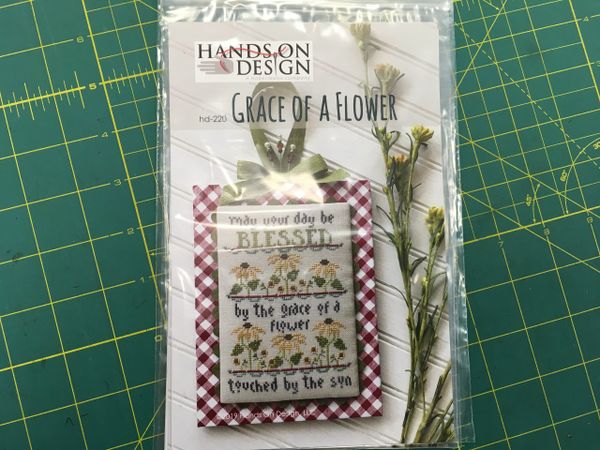 HANDS ON
DESIGN
hd-220 GRACE OF A FLOWER
may your day be
BLESSED
by the grace of a
flower
touched by the sun